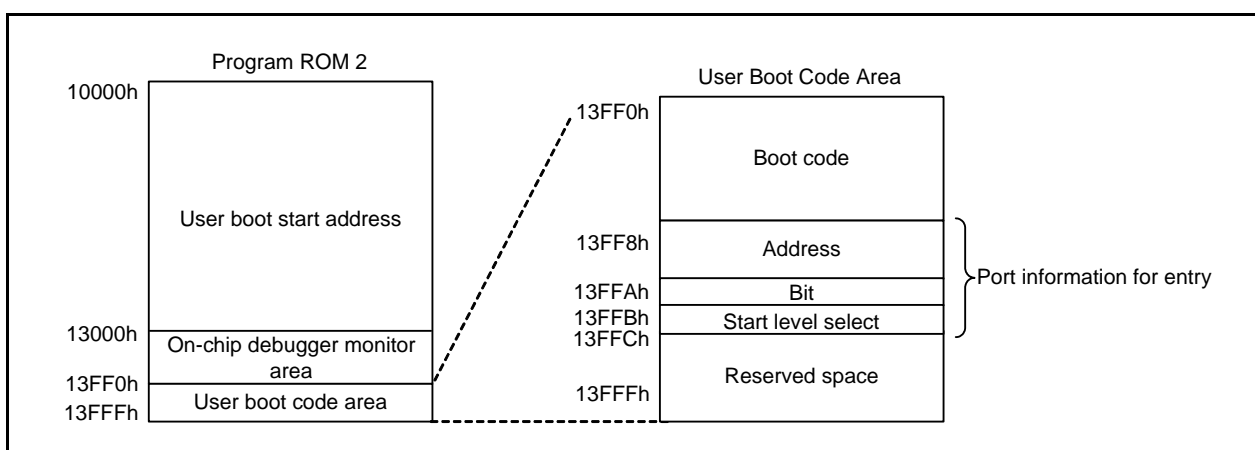 Program ROM 2
10000h
User boot start address
13000h
On-chip debugger monitor
area
13FF0h
User boot code area
13FFFh
User Boot Code Area
13FF0h
Boot code
13FF8h
Address
Port information for entry
13FFAh
Bit
13FFBh
Start level select
13FFCh
Reserved space
13FFFh